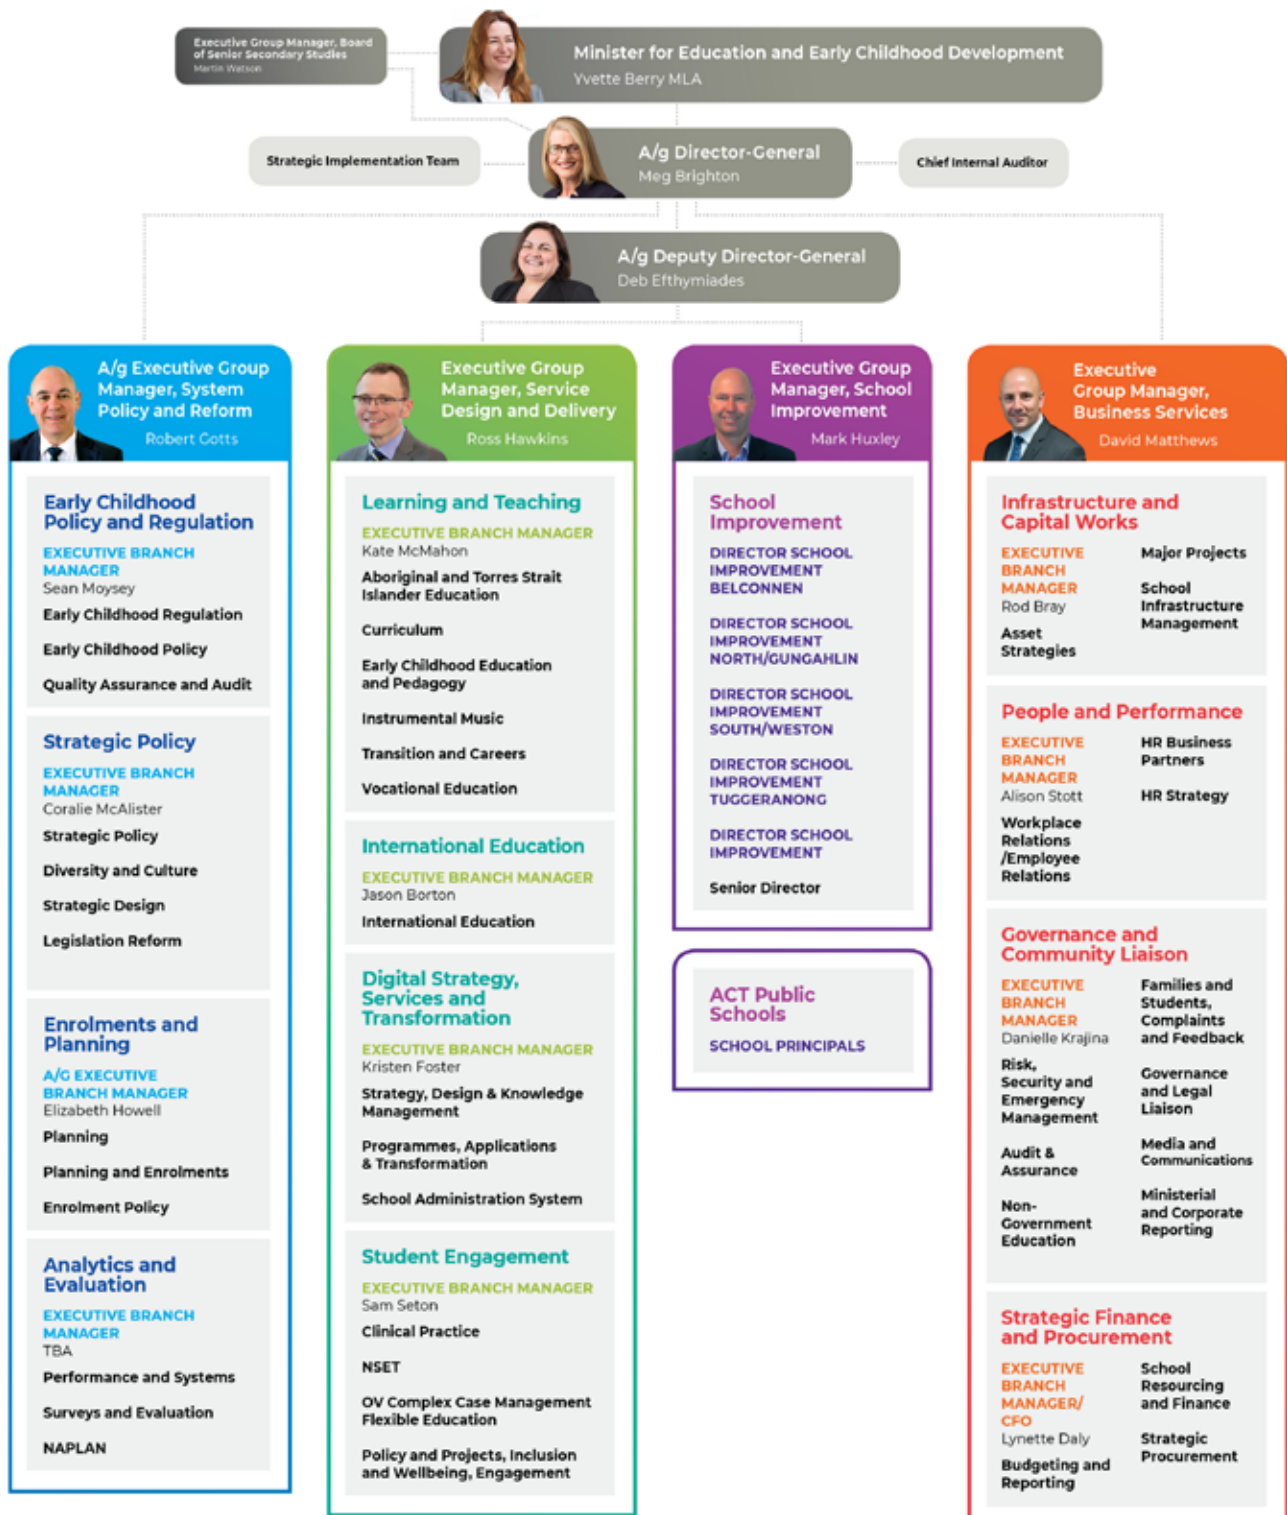 Executive Group Manager, Board
of Senior Secondary Studies
Martin Watson
Minister for Education and Early Childhood Development
Yvette Berry MLA
Strategic Implementation Team
A/g Director-General
Meg Brighton
Chief Internal Auditor
A/g Deputy Director-General
Deb Efthymiades
A/g Executive Group
Manager, System
Policy and Reform
Robert Gotts
Early Childhood
Policy and Regulation
EXECUTIVE BRANCH
MANAGER
Sean Moysey
Early Childhood Regulation
Early Childhood Policy
Quality Assurance and Audit
Strategic Policy
EXECUTIVE BRANCH
MANAGER
Coralie McAlister
Strategic Policy
Diversity and Culture
Strategic Design
Legislation Reform
Enrolments and
Planning
A/G EXECUTIVE
BRANCH MANAGER
Elizabeth Howell
Planning
Planning and Enrolments
Enrolment Policy
Analytics and
Evaluation
EXECUTIVE BRANCH
MANAGER
TBA
Performance and Systems
Surveys and Evaluation
NAPLAN
Executive Group
Manager, Service
Design and Delivery
Ross Hawkins
Learning and Teaching
EXECUTIVE BRANCH MANAGER
Kate McMahon
Aboriginal and Torres Strait
Islander Education
Curriculum
Early Childhood Education
and Pedagogy
Instrumental Music
Transition and Careers
Vocational Education
International Education
EXECUTIVE BRANCH MANAGER
Jason Borton
International Education
Digital Strategy,
Services and
Transformation
EXECUTIVE BRANCH MANAGER
Kristen Foster
Strategy, Design & Knowledge
Management
Programmes, Applications
& Transformation
School Administration System
Student Engagement
EXECUTIVE BRANCH MANAGER
Sam Seton
Clinical Practice
NSET
OV Complex Case Management
Flexible Education
Policy and Projects, Inclusion
and Wellbeing, Engagement
Executive Group
Manager, School
Improvement
Mark Huxley
School
Improvement
DIRECTOR SCHOOL
IMPROVEMENT
BELCONNEN
DIRECTOR SCHOOL
IMPROVEMENT
NORTH/GUNGAHLIN
DIRECTOR SCHOOL
IMPROVEMENT
SOUTH/WESTON
DIRECTOR SCHOOL
IMPROVEMENT
TUGGERANONG
DIRECTOR SCHOOL
IMPROVEMENT
Senior Director
ACT Public
Schools
SCHOOL PRINCIPALS
Executive
Group Manager,
Business Services
David Matthews
Infrastructure and
Capital Works
EXECUTIVE
BRANCH
MANAGER
Rod Bray
Asset
Strategies
Major Projects
School
Infrastructure
Management
People and Performance
EXECUTIVE
BRANCH
MANAGER
Alison Stott
Workplace
Relations
/Employee
Relations
HR Business
Partners
HR Strategy
Governance and
Community Liaison
EXECUTIVE
BRANCH
MANAGER
Danielle Krajina
Risk,
Security and
Emergency
Management
Audit &
Assurance
Non-
Government
Education
Families and
Students,
Complaints
and Feedback
Governance
and Legal
Liaison
Media and
Communications
Ministerial
and Corporate
Reporting
Strategic Finance
and Procurement
EXECUTIVE
BRANCH
MANAGER/
CFO
Lynette Daly
Budgeting and
Reporting
School
Resourcing
and Finance
Strategic
Procurement